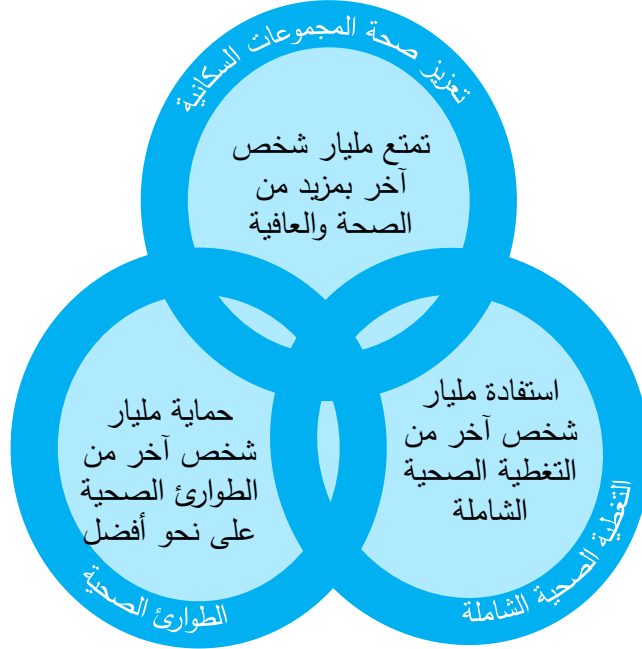 تعزيز صحة المجموعات السكانية
تمتع مليار شخص
آخر بمزيد من
الصحة والعافية
استفادة مليار
شخص آخر من
التغطية الصحية
الشاملة
التغطية الصحية الشاملة
حماية مليار
شخص آخر من
الطوارئ الصحية
على نحو أفضل
الطوارئ الصحية